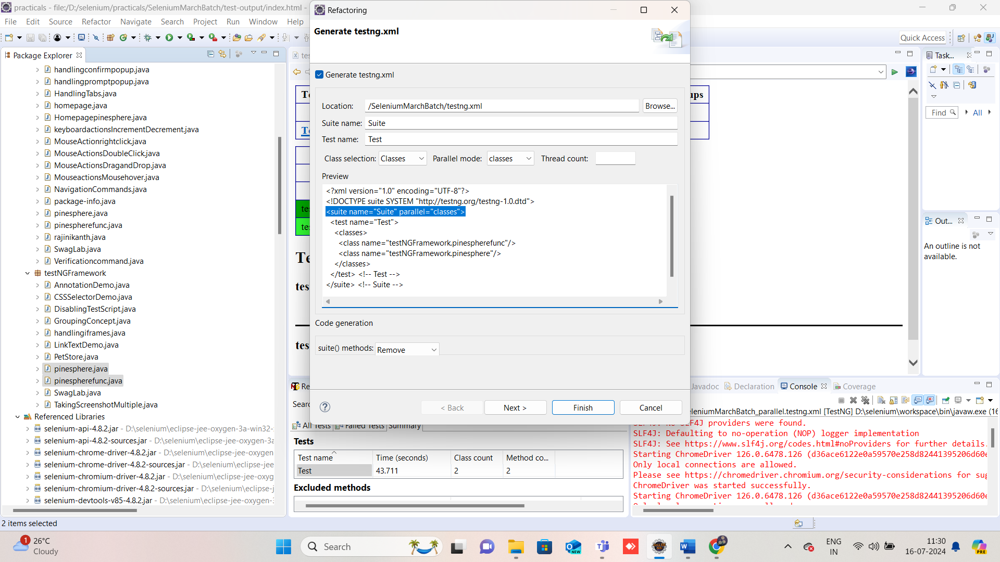 practicals - file:/D:/selenium/practicals/SeleniumMarchBatch/test-output/index.html -
File Edit Source Refactor Navigate Search Project Run Window Help
Quick Access
Package Explorer
handlingconfirmpopup.java
handlingpromptpopup.java
HandlingTabs.java
homepage.java
Homepagepinesphere.java
keyboardactionsIncrementDecrement.java
MouseActionrightclick.java
MouseActionsDoubleClick.java
MouseActionsDragandDrop.java
MouseactionsMousehover.java
NavigationCommands.java
package-info.java
pinesphere.java
pinespherefunc.java
rajinikanth.java
SwagLab.java
Verificationcommand.java
testNGFramework
AnnotationDemo.java
CSSSelectorDemo.java
DisablingTestScript.java
GroupingConcept.java
handlingiframes.java
LinkTextDemo.java
PetStore.java
pinesphere.java
pinespherefunc.java
SwagLab.java
TakingScreenshotMultiple.java
Referenced Libraries
selenium-api-4.8.2.jar - D:\selenium\eclipse-jee-oxygen-3a-win32-
selenium-api-4.8.2-sources.jar - D:\selenium\eclipse-jee-oxygen-3a
selenium-chrome-driver-4.8.2.jar - D:\selenium\eclipse-jee-oxygen
selenium-chrome-driver-4.8.2-sources.jar - D:\selenium\eclipse-jee
selenium-chromium-driver-4.8.2.jar - D:\selenium\eclipse-jee-oxyg
selenium-chromium-driver-4.8.2-sources.jar - D:\selenium\eclipse-j
selenium-devtools-v85-4.8.2.jar - D:\selenium\eclipse-jee-oxygen-3
2 items selected
Refactoring
Generate testng.xml
Generate testng.xml
Location: /SeleniumMarchBatch/testng.xml Browse...
Suite name: Suite
Test name: Test
Class selection: Classes Parallel mode: classes Thread count:
Preview
<?xml version="1.0" encoding="UTF-8"?>
<!DOCTYPE suite SYSTEM "http://testng.org/testng-1.0.dtd">
<suite name="Suite" parallel="classes">
<test name="Test">
<classes>
<class name="testNGFramework.pinespherefunc"/>
<class name="testNGFramework.pinesphere"/>
</classes>
</test> <!-- Test -->
</suite> <!-- Suite -->
Code generation
suite() methods: Remove
< Back Next > Finish Cancel
tes
Te
ups
Te
tes
tes
Te
tes
tes
Task...
Find All
Out...
An outline is not
available.
Re
Sear
All Tests Failed Tests Summary
Tests
Test name Time (seconds) Class count Method co...
Test 43.711 2 2
Excluded methods
Javadoc Declaration Console Coverage
eleniumMarchBatch_parallel.testng.xml [TestNG] D:\selenium\workspace\bin\javaw.exe (16
SLF4J: No SLF4J providers were found.
SLF4J: Defaulting to no-operation (NOP) logger implementation
SLF4J: See https://www.slf4j.org/codes.html#noProviders for further details.
Starting ChromeDriver 126.0.6478.126 (d36ace6122e0a59570e258d82441395206d60e
Only local connections are allowed.
Please see https://chromedriver.chromium.org/security-considerations for sug
ChromeDriver was started successfully.
Starting ChromeDriver 126.0.6478.126 (d36ace6122e0a59570e258d82441395206d60e
1
26°C
Cloudy
Search
NEW
ENG
IN
11:30
16-07-2024
PRE